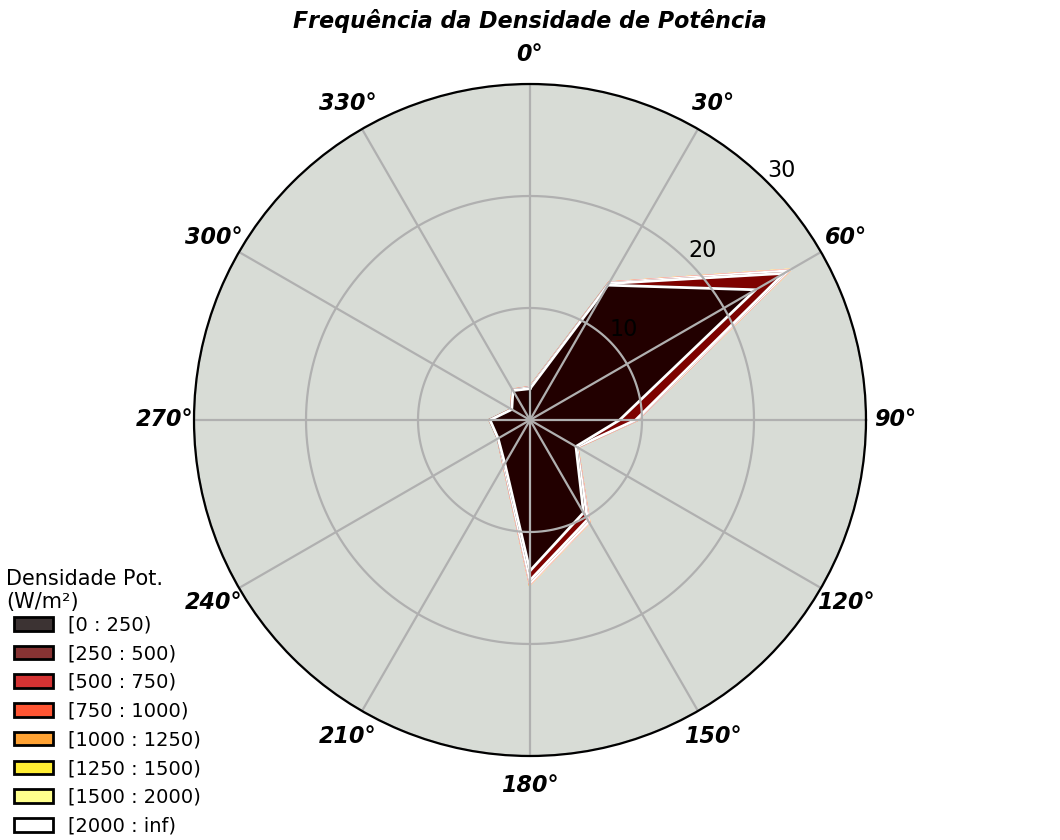 Frequência da Densidade de Potência
0°
330°
30°
30
300°
60°
20
10
270°
90°
240°
120°
210°
150°
180°
Densidade Pot.
(W/m²)
[0 : 250)
[250 : 500)
[500 : 750)
[750 : 1000)
[1000 : 1250)
[1250 : 1500)
[1500 : 2000)
[2000 : inf)